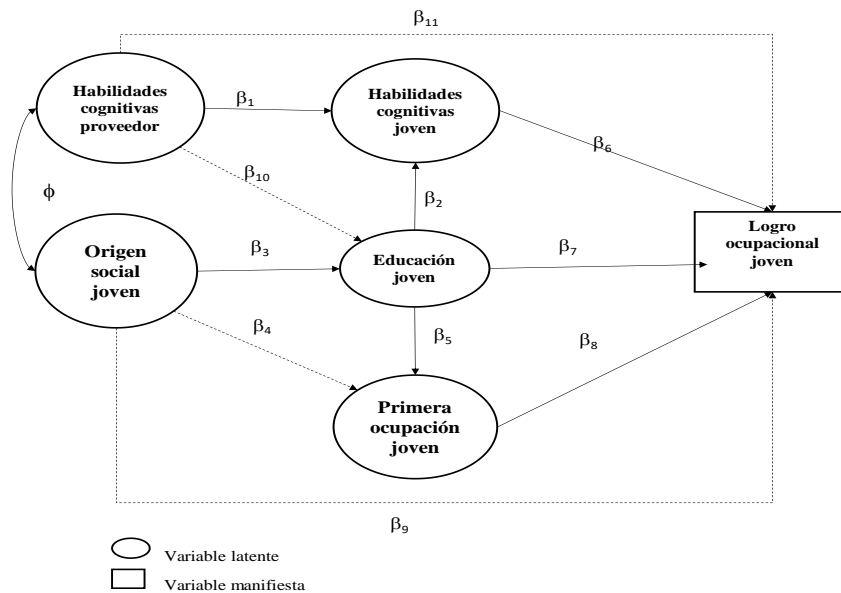 β11
Habilidades
cognitivas
proveedor
β1
Habilidades
cognitivas
joven
β6
β10
ϕ
β2
Origen
social
joven
β3
Educación
joven
β7
Logro
ocupacional
joven
β4
β5
β8
Primera
ocupación
joven
β9
Variable latente
Variable manifiesta